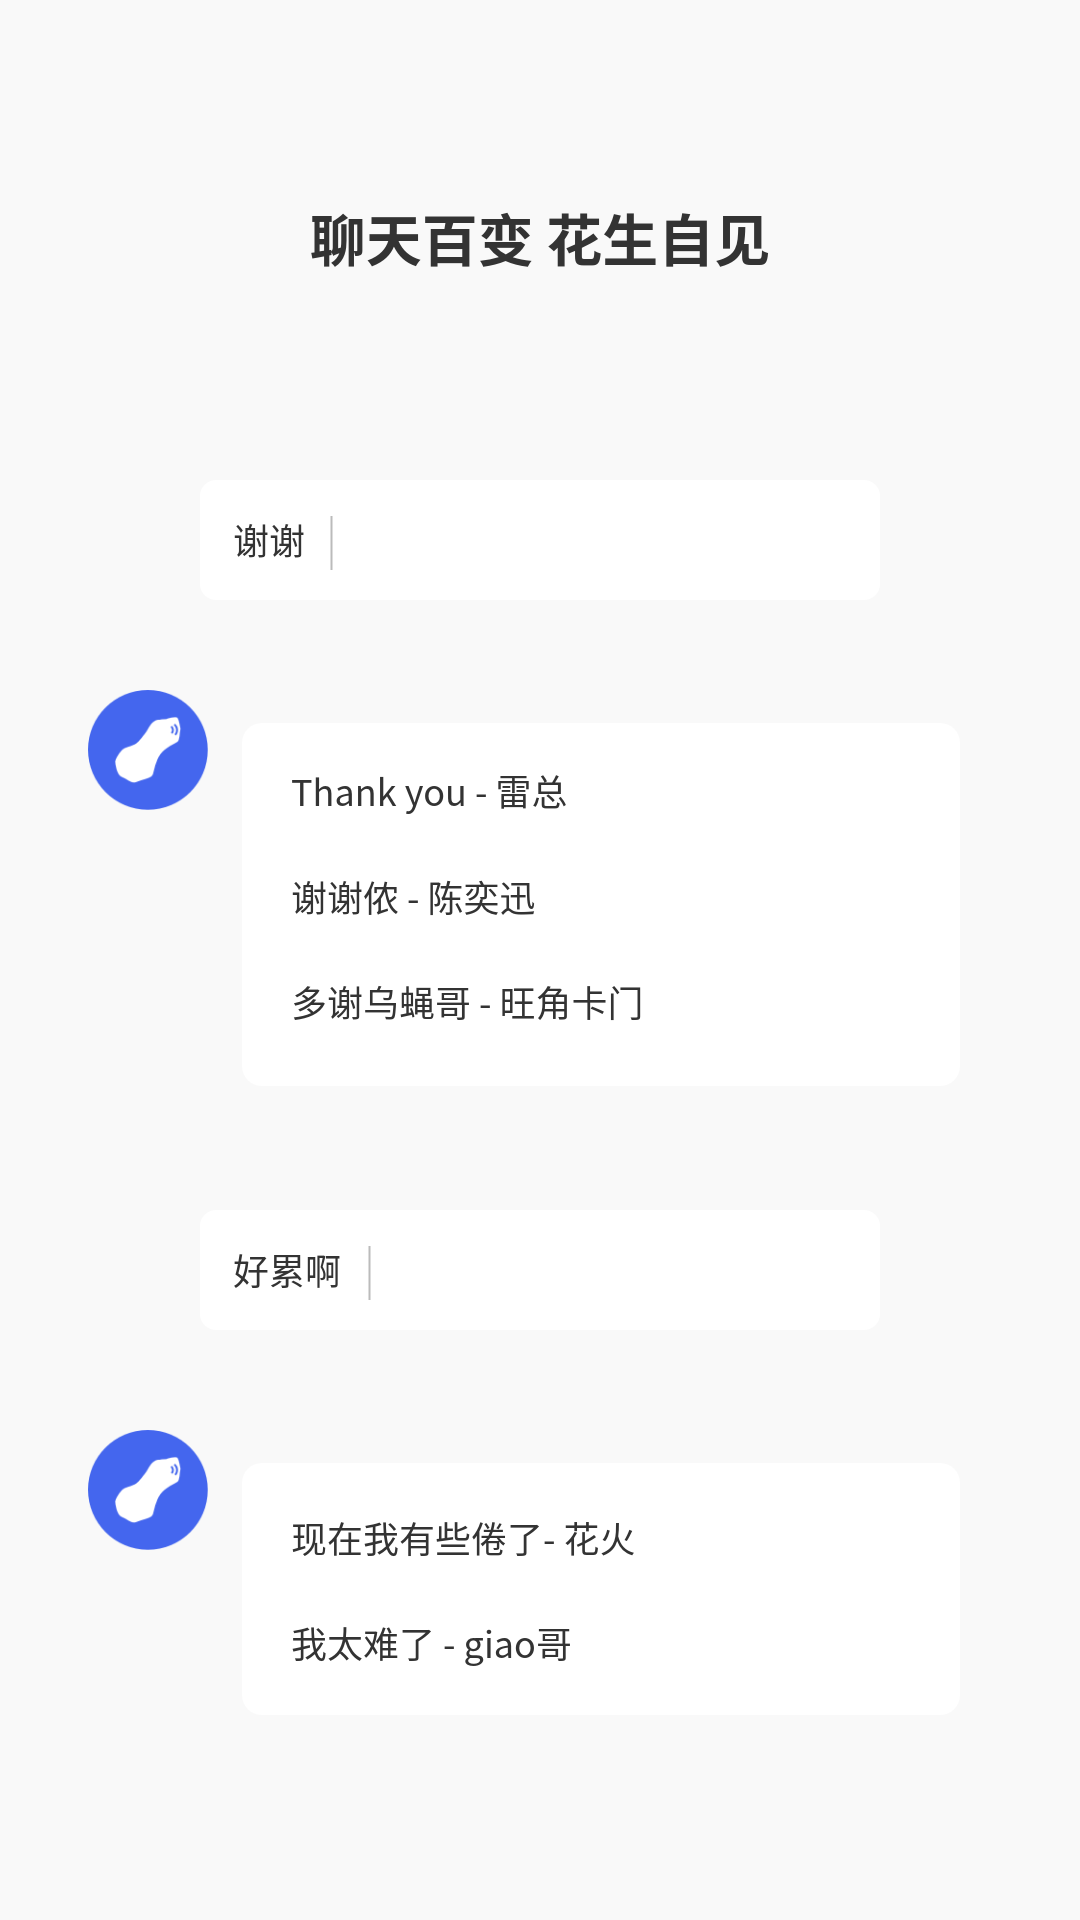 聊天百变 花生自见
谢谢
Thank you - 雷总
谢谢侬 - 陈奕迅
多谢乌蝇哥 - 旺角卡门
好累啊
现在我有些倦了- 花火
我太难了 - giao哥